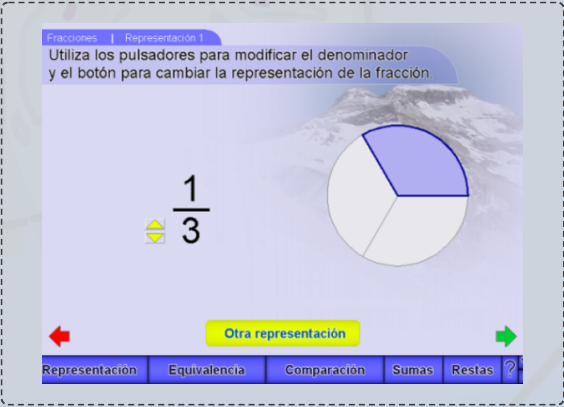 Fracciones | Representación 1
Utiliza los pulsadores para modificar el denominador
y el botón para cambiar la representación de la fracción.
1
3
Otra representación
Representación Equivalencia Comparación Sumas Restas ?